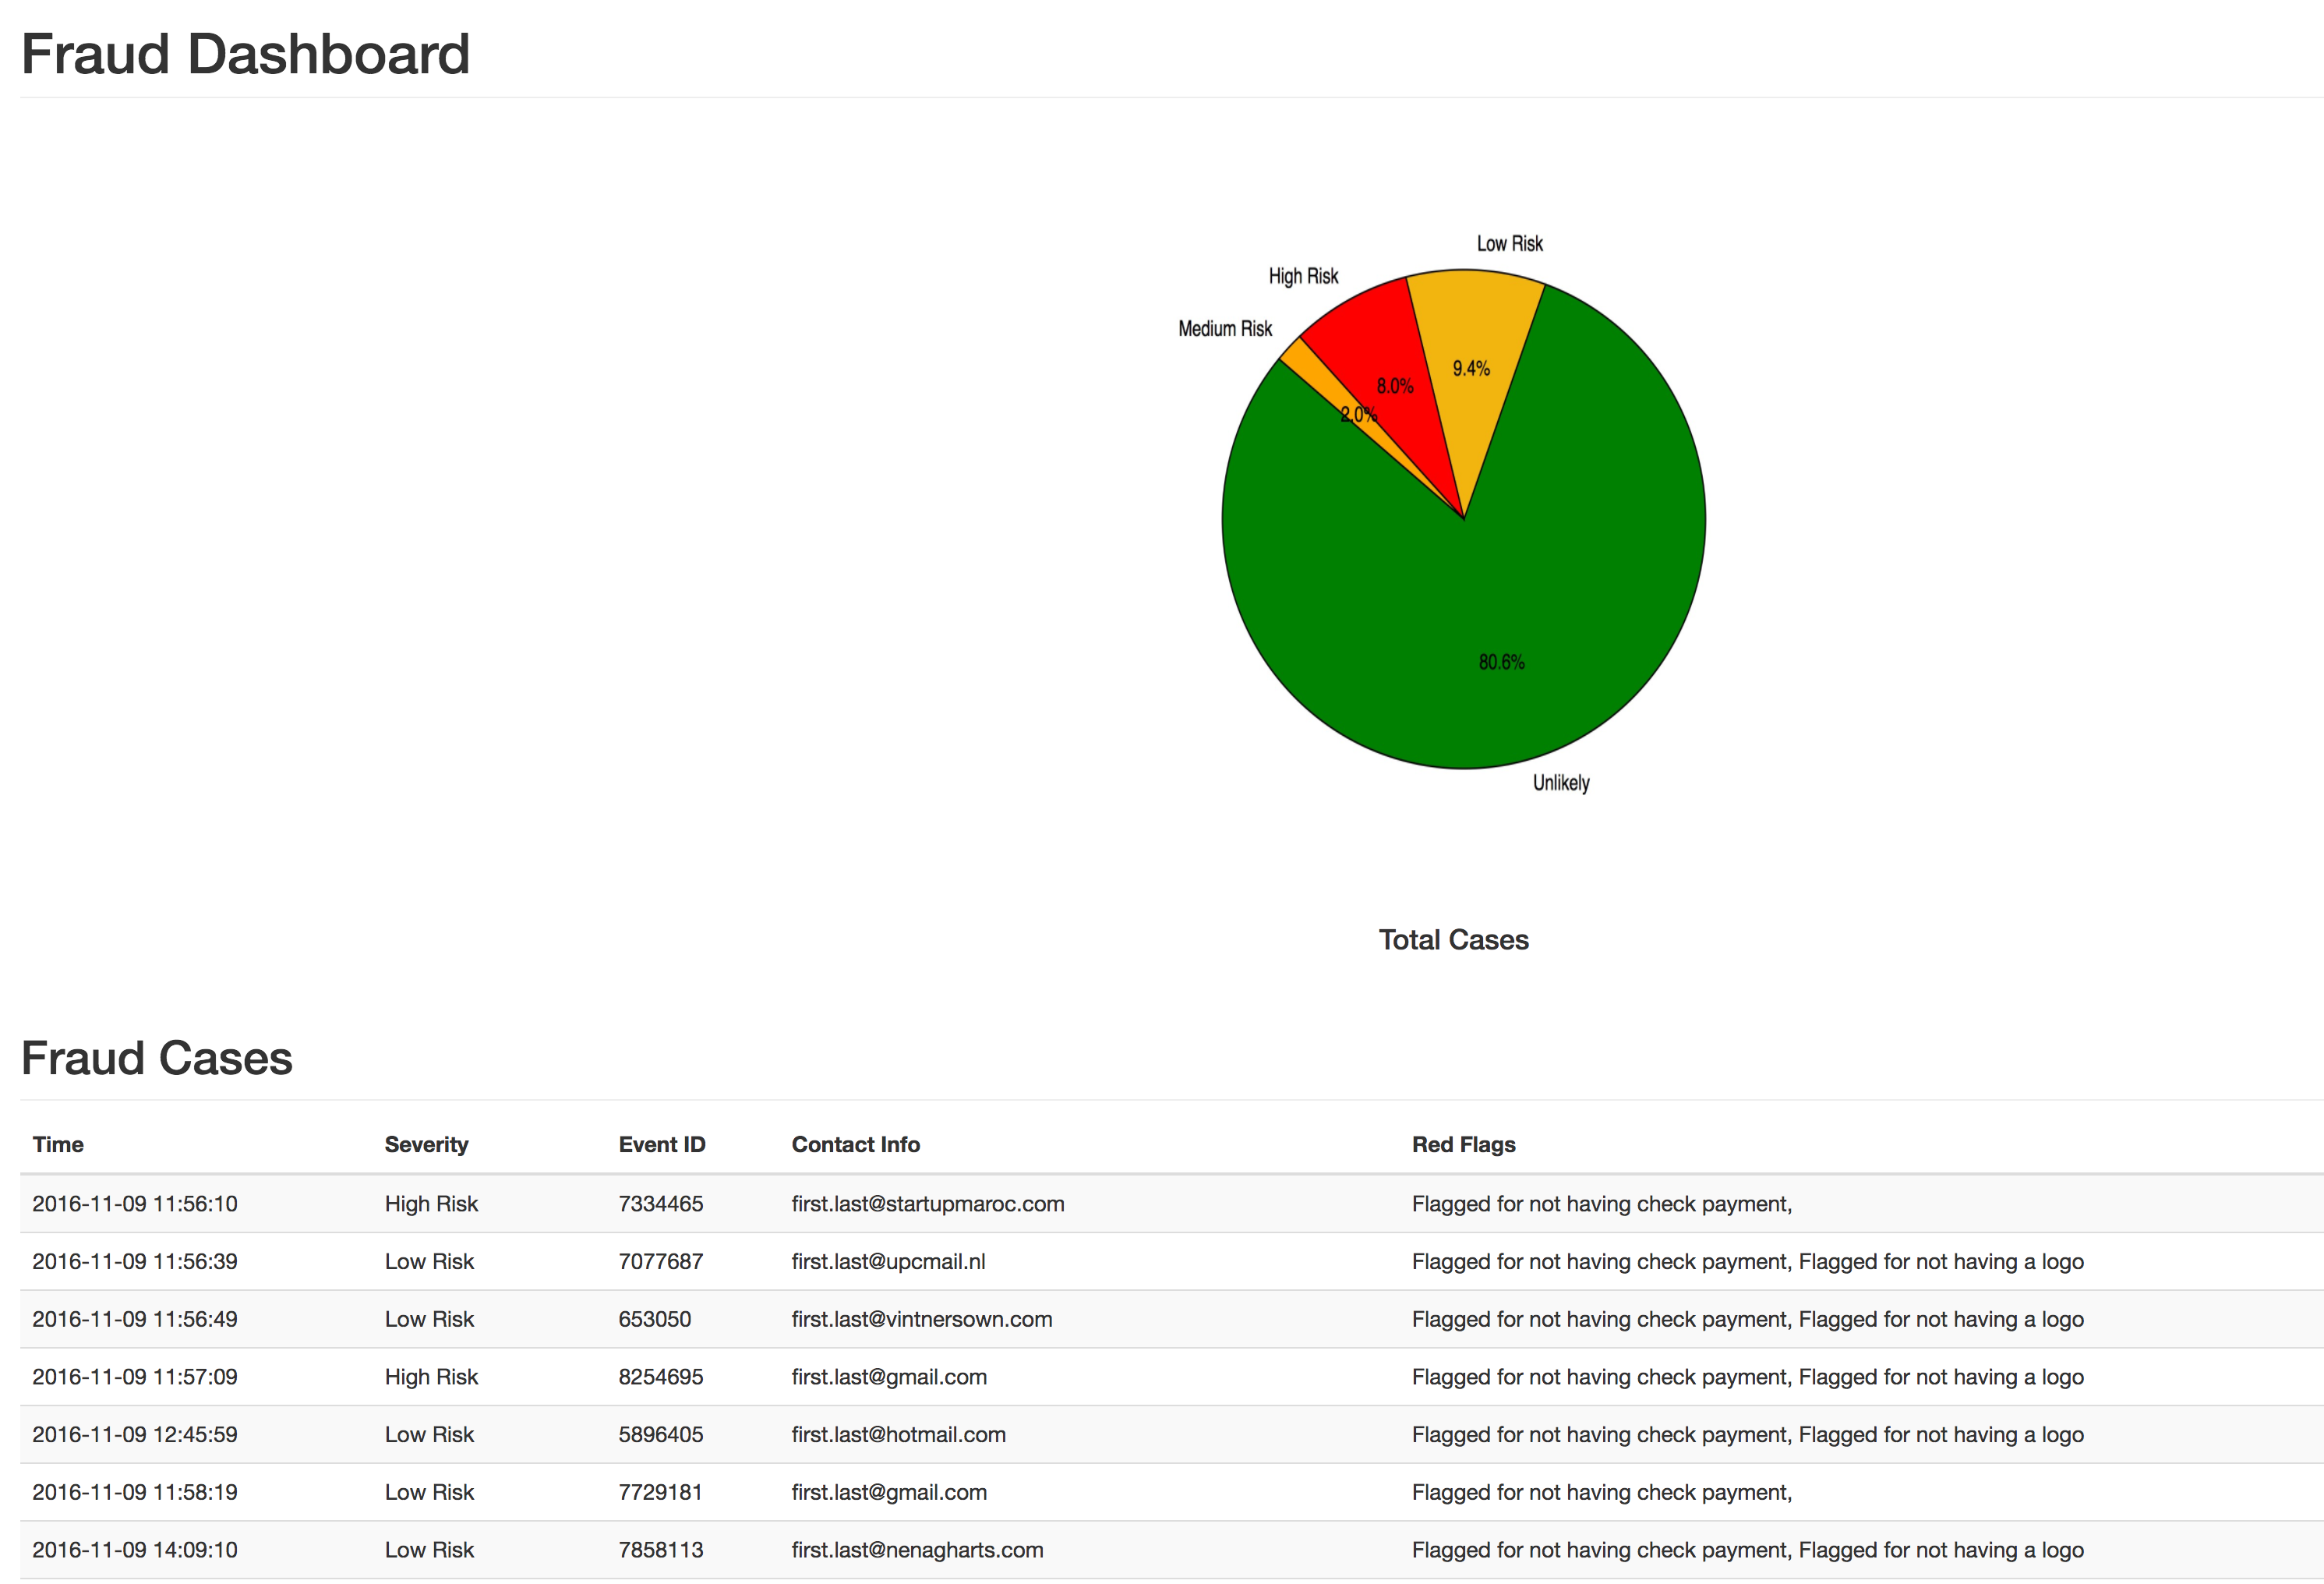 Fraud Dashboard
Low Risk
High Risk
Medium Risk
9.4%
8.0%
2.0%
80.6%
Unlikely
Total Cases
Fraud Cases
Time Severity Event ID Contact Info Red Flags
2016-11-09 11:56:10 High Risk 7334465 first.last@startupmaroc.com Flagged for not having check payment,
2016-11-09 11:56:39 Low Risk 7077687 first.last@upcmail.nl Flagged for not having check payment, Flagged for not having a logo
2016-11-09 11:56:49 Low Risk 653050 first.last@vintnersown.com Flagged for not having check payment, Flagged for not having a logo
2016-11-09 11:57:09 High Risk 8254695 first.last@gmail.com Flagged for not having check payment, Flagged for not having a logo
2016-11-09 12:45:59 Low Risk 5896405 first.last@hotmail.com Flagged for not having check payment, Flagged for not having a logo
2016-11-09 11:58:19 Low Risk 7729181 first.last@gmail.com Flagged for not having check payment,
2016-11-09 14:09:10 Low Risk 7858113 first.last@nenagharts.com Flagged for not having check payment, Flagged for not having a logo